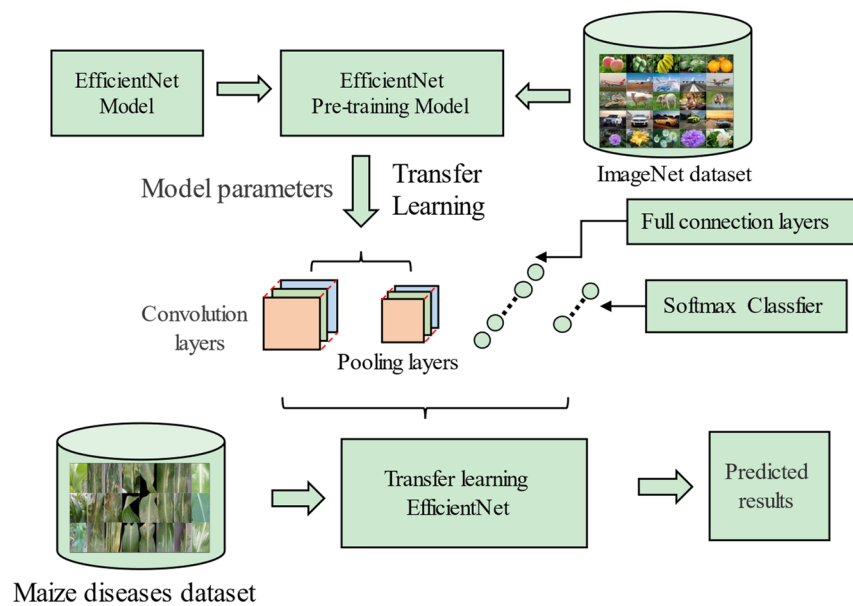 EfficientNet
Model
EfficientNet
Pre-training Model
ImageNet dataset
Model parameters
Transfer
Learning
Full connection layers
Convolution
layers
Pooling layers
Softmax Classfier
Maize diseases dataset
Transfer learning
EfficientNet
Predicted
results